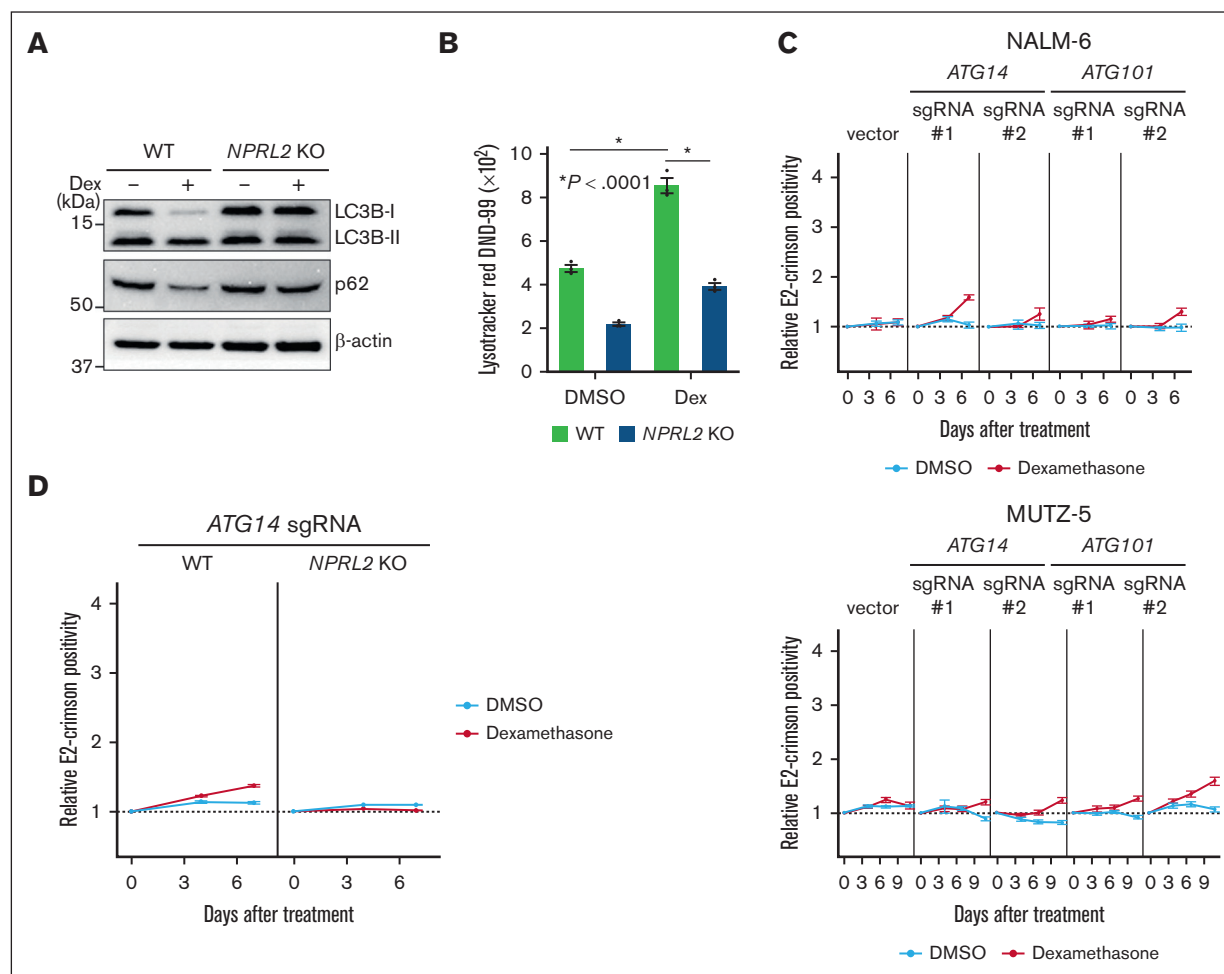 A
WT NPRL2 KO
Dex − + − +
(kDa)
15
LC3B-I
LC3B-II
p62
50
β-actin
37
B
Lysotracker red DND-99 (×10²)
10
8
6
4
2
0
*
*
*P < .0001
DMSO Dex
WT NPRL2 KO
C
NALM-6
ATG14 ATG101
sgRNA sgRNA sgRNA sgRNA
vector #1 #2 #1 #2
Relative E2-crimson positivity
4
3
2
1
0 3 6 0 3 6 0 3 6 0 3 6 0 3 6
Days after treatment
DMSO Dexamethasone
MUTZ-5
ATG14 ATG101
sgRNA sgRNA sgRNA sgRNA
vector #1 #2 #1 #2
Relative E2-crimson positivity
4
3
2
1
0 3 6 9 0 3 6 9 0 3 6 9 0 3 6 9 0 3 6 9
Days after treatment
DMSO Dexamethasone
D
ATG14 sgRNA
WT NPRL2 KO
Relative E2-crimson positivity
4
3
2
1
0 3 6 0 3 6
Days after treatment
DMSO
Dexamethasone